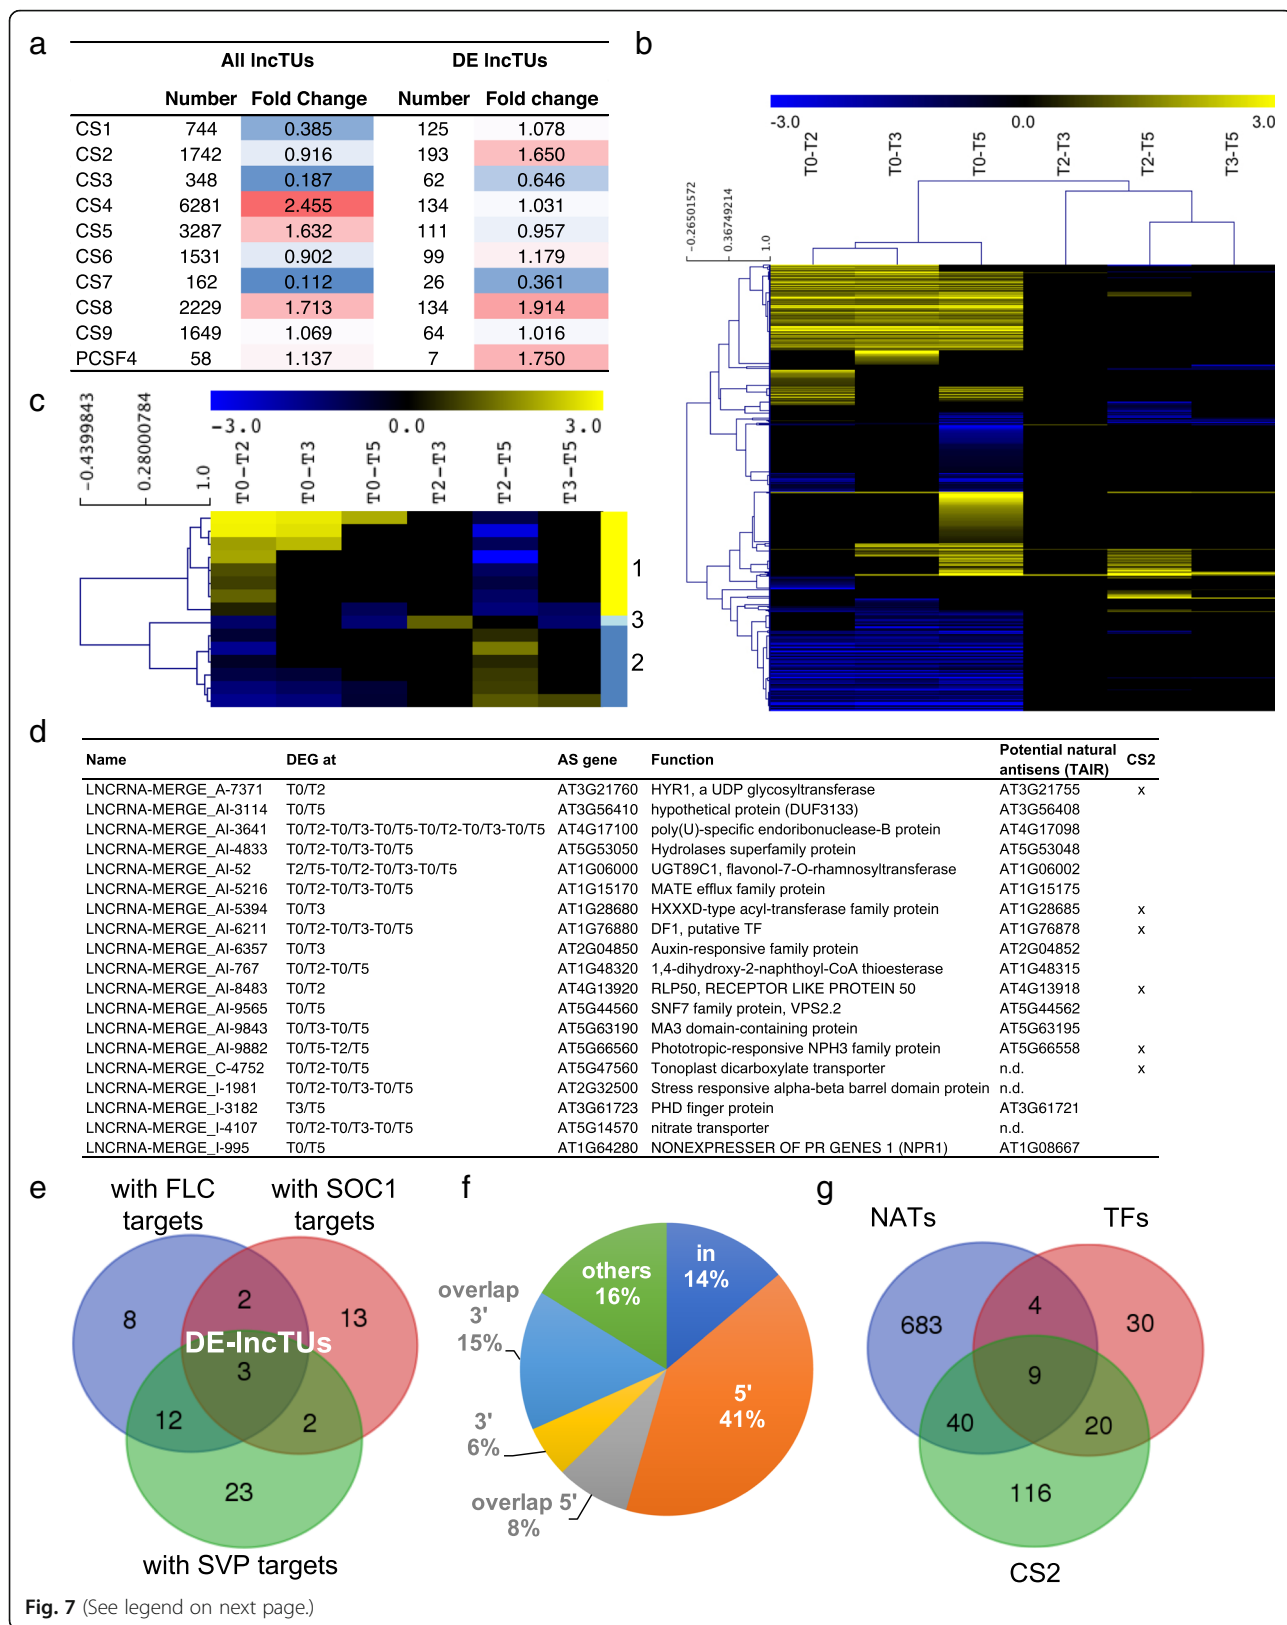 a
All lncTUs DE lncTUs
Number Fold Change Number Fold change
CS1 744 0.385 125 1.078
CS2 1742 0.916 193 1.650
CS3 348 0.187 62 0.646
CS4 6281 2.455 134 1.031
CS5 3287 1.632 111 0.957
CS6 1531 0.902 99 1.179
CS7 162 0.112 26 0.361
CS8 2229 1.713 134 1.914
CS9 1649 1.069 64 1.016
PCSF4 58 1.137 7 1.750
b
-3.0 0.0 3.0
T0-T2 T0-T3 T0-T5 T2-T3 T2-T5 T3-T5
-0.26501572 0.36749214 1.0
c
-3.0 0.0 3.0
-0.4399843 0.28000784 1.0
T0-T2 T0-T3 T0-T5 T2-T3 T2-T5 T3-T5
1
3
2
d
Name DEG at AS gene Function Potential natural antisens (TAIR) CS2
LNCRNA-MERGE_A-7371 T0/T2 AT3G21760 HYR1, a UDP glycosyltransferase AT3G21755 x
LNCRNA-MERGE_AI-3114 T0/T5 AT3G56410 hypothetical protein (DUF3133) AT3G56408
LNCRNA-MERGE_AI-3641 T0/T2-T0/T3-T0/T5-T0/T2-T0/T3-T0/T5 AT4G17100 poly(U)-specific endoribonuclease-B protein AT4G17098
LNCRNA-MERGE_AI-4833 T0/T2-T0/T3-T0/T5 AT5G53050 Hydrolases superfamily protein AT5G53048
LNCRNA-MERGE_AI-52 T2/T5-T0/T2-T0/T3-T0/T5 AT1G06000 UGT89C1, flavonol-7-O-rhamnosyltransferase AT1G06002
LNCRNA-MERGE_AI-5216 T0/T2-T0/T3-T0/T5 AT1G15170 MATE efflux family protein AT1G15175
LNCRNA-MERGE_AI-5394 T0/T3 AT1G28680 HXXXD-type acyl-transferase family protein AT1G28685 x
LNCRNA-MERGE_AI-6211 T0/T2-T0/T3-T0/T5 AT1G76880 DF1, putative TF AT1G76878 x
LNCRNA-MERGE_AI-6357 T0/T3 AT2G04850 Auxin-responsive family protein AT2G04852
LNCRNA-MERGE_AI-767 T0/T2-T0/T5 AT1G48320 1,4-dihydroxy-2-naphthoyl-CoA thioesterase AT1G48315
LNCRNA-MERGE_AI-8483 T0/T2 AT4G13920 RLP50, RECEPTOR LIKE PROTEIN 50 AT4G13918 x
LNCRNA-MERGE_AI-9565 T0/T5 AT5G44560 SNF7 family protein, VPS2.2 AT5G44562
LNCRNA-MERGE_AI-9843 T0/T3-T0/T5 AT5G63190 MA3 domain-containing protein AT5G63195
LNCRNA-MERGE_AI-9882 T0/T5-T2/T5 AT5G66560 Phototropic-responsive NPH3 family protein AT5G66558 x
LNCRNA-MERGE_C-4752 T0/T2-T0/T5 AT5G47560 Tonoplast dicarboxylate transporter n.d. x
LNCRNA-MERGE_I-1981 T0/T2-T0/T3-T0/T5 AT2G32500 Stress responsive alpha-beta barrel domain protein n.d.
LNCRNA-MERGE_I-3182 T3/T5 AT3G61723 PHD finger protein AT3G61721
LNCRNA-MERGE_I-4107 T0/T2-T0/T3-T0/T5 AT5G14570 nitrate transporter n.d.
LNCRNA-MERGE_I-995 T0/T5 AT1G64280 NONEXPRESSER OF PR GENES 1 (NPR1) AT1G08667
e
with FLC targets
with SOC1 targets
8
2
13
DE-lncTUs
3
12
2
23
with SVP targets
f
in
14%
5'
41%
overlap 5'
8%
3'
6%
overlap
3'
15%
others
16%
g
NATs TFs
683
4
30
9
40
20
116
CS2
Fig. 7 (See legend on next page.)